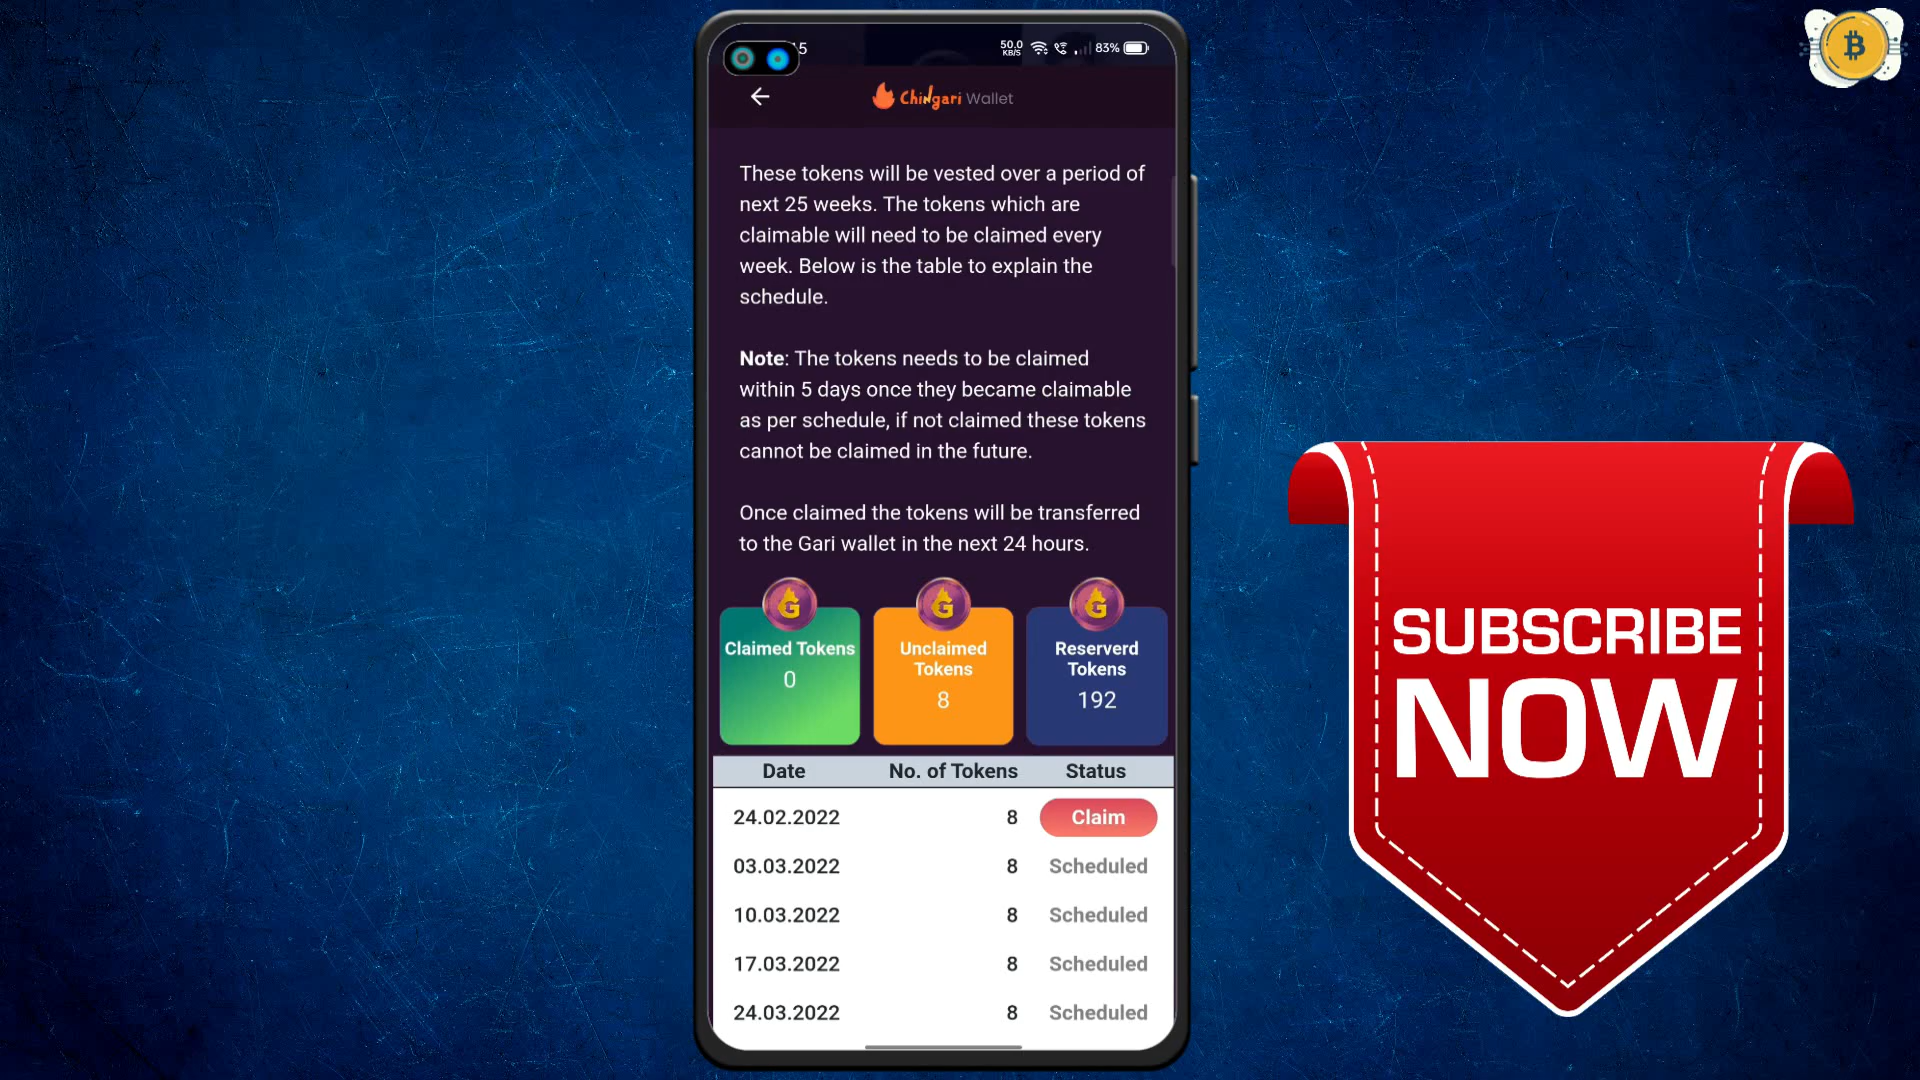 5
50.0
KB/S
83%
Chingari Wallet
These tokens will be vested over a period of
next 25 weeks. The tokens which are
claimable will need to be claimed every
week. Below is the table to explain the
schedule.
Note: The tokens needs to be claimed
within 5 days once they became claimable
as per schedule, if not claimed these tokens
cannot be claimed in the future.
Once claimed the tokens will be transferred
to the Gari wallet in the next 24 hours.
G G G
Claimed Tokens
0
Unclaimed
Tokens
8
Reserverd
Tokens
192
Date No. of Tokens Status
24.02.2022 8 Claim
03.03.2022 8 Scheduled
10.03.2022 8 Scheduled
17.03.2022 8 Scheduled
24.03.2022 8 Scheduled
SUBSCRIBE
NOW